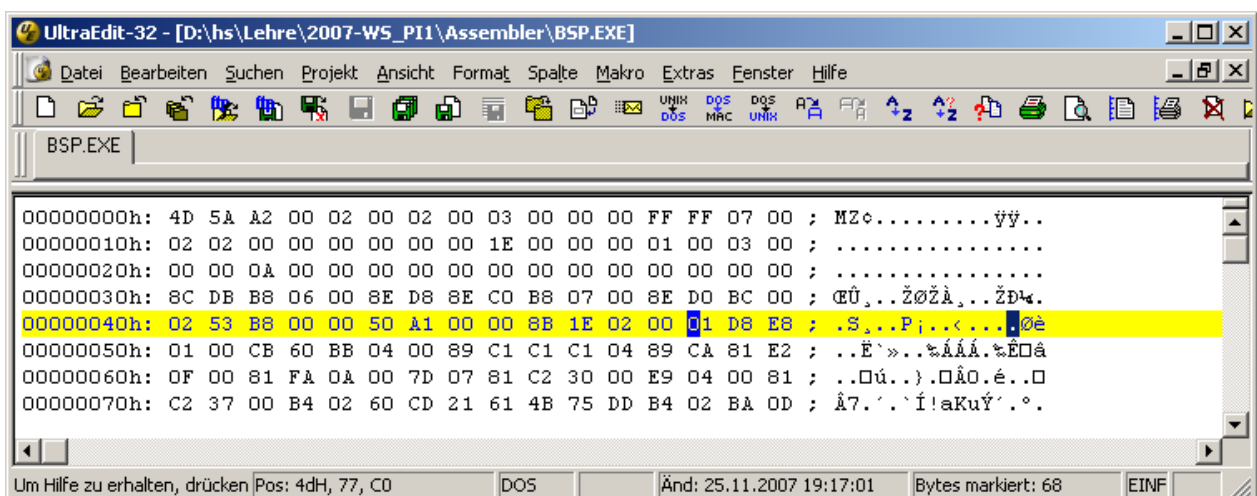 UltraEdit-32 - [D:\hs\Lehre\2007-WS_PI1\Assembler\BSP.EXE]
Datei Bearbeiten Suchen Projekt Ansicht Format Spalte Makro Extras Fenster Hilfe
UNIX DOS DOS MAC DOS UNIX
BSP.EXE
00000000h: 4D 5A A2 00 02 00 02 00 03 00 00 00 FF FF 07 00 ; MZ¢.........ÿÿ..
00000010h: 02 02 00 00 00 00 00 00 1E 00 00 00 01 00 03 00 ; ................
00000020h: 00 00 0A 00 00 00 00 00 00 00 00 00 00 00 00 00 ; ................
00000030h: 8C DB B8 06 00 8E D8 8E C0 B8 07 00 8E D0 BC 00 ; ŒÛ¸..ŽØŽÀ¸..ŽÐ¼.
00000040h: 02 53 B8 00 00 50 A1 00 00 8B 1E 02 00 01 D8 E8 ; .S¸..P¡..‹.....Øè
00000050h: 01 00 CB 60 BB 04 00 89 C1 C1 C1 04 89 CA 81 E2 ; ..Ë`»..‰ÁÁÁ.‰Ê□â
00000060h: 0F 00 81 FA 0A 00 7D 07 81 C2 30 00 E9 04 00 81 ; ..□ú..}.□Â0.é..□
00000070h: C2 37 00 B4 02 60 CD 21 61 4B 75 DD B4 02 BA 0D ; Â7.´.`Í!aKuÝ´.º.
Um Hilfe zu erhalten, drücken Pos: 4dH, 77, C0 DOS Änd: 25.11.2007 19:17:01 Bytes markiert: 68 EINF